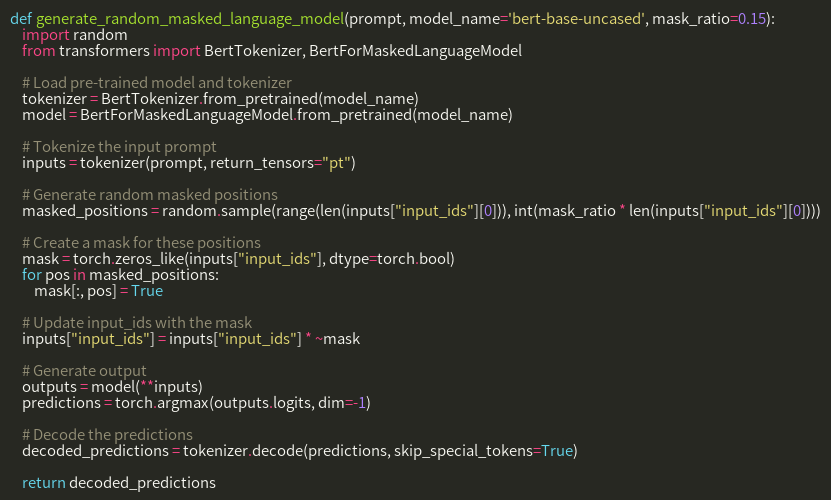 def generate_random_masked_language_model(prompt, model_name='bert-base-uncased', mask_ratio=0.15):
    import random
    from transformers import BertTokenizer, BertForMaskedLanguageModel

    # Load pre-trained model and tokenizer
    tokenizer = BertTokenizer.from_pretrained(model_name)
    model = BertForMaskedLanguageModel.from_pretrained(model_name)

    # Tokenize the input prompt
    inputs = tokenizer(prompt, return_tensors="pt")

    # Generate random masked positions
    masked_positions = random.sample(range(len(inputs["input_ids"][0])), int(mask_ratio * len(inputs["input_ids"][0])))

    # Create a mask for these positions
    mask = torch.zeros_like(inputs["input_ids"], dtype=torch.bool)
    for pos in masked_positions:
        mask[:, pos] = True

    # Update input_ids with the mask
    inputs["input_ids"] = inputs["input_ids"] * ~mask

    # Generate output
    outputs = model(**inputs)
    predictions = torch.argmax(outputs.logits, dim=-1)

    # Decode the predictions
    decoded_predictions = tokenizer.decode(predictions, skip_special_tokens=True)

    return decoded_predictions